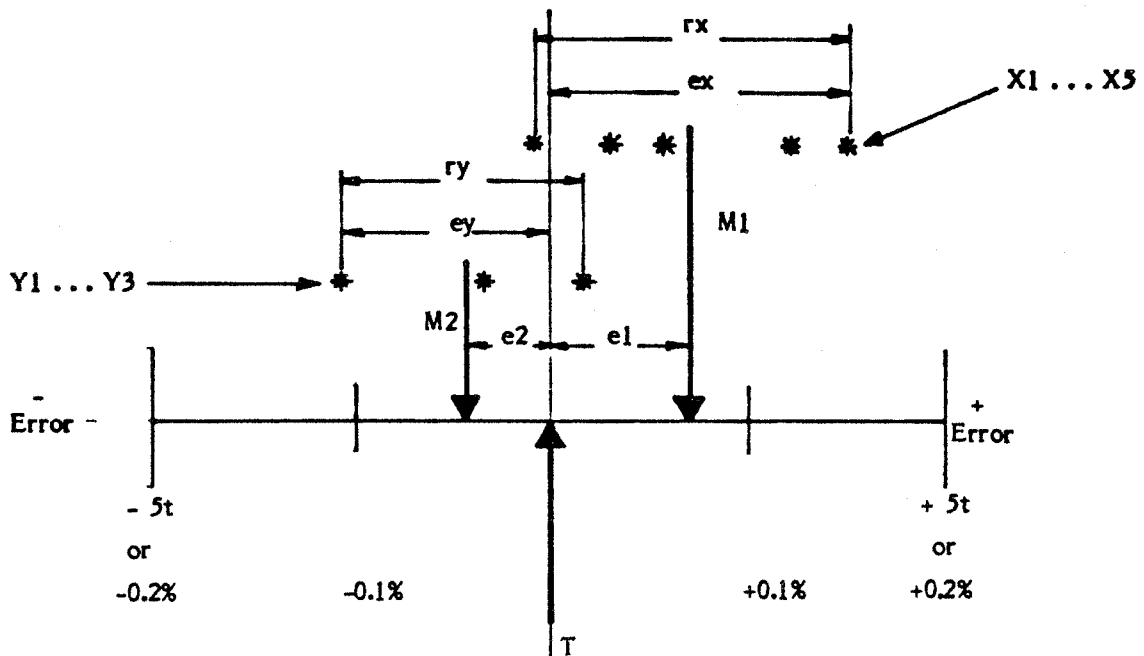 rx
ex
X1 ... X5
ry
ey
M1
Y1 ... Y3
M2
e2
e1
-
Error -
+
Error
- 5t
or
-0.2%
-0.1%
+ 5t
or
+0.1%
+0.2%
T